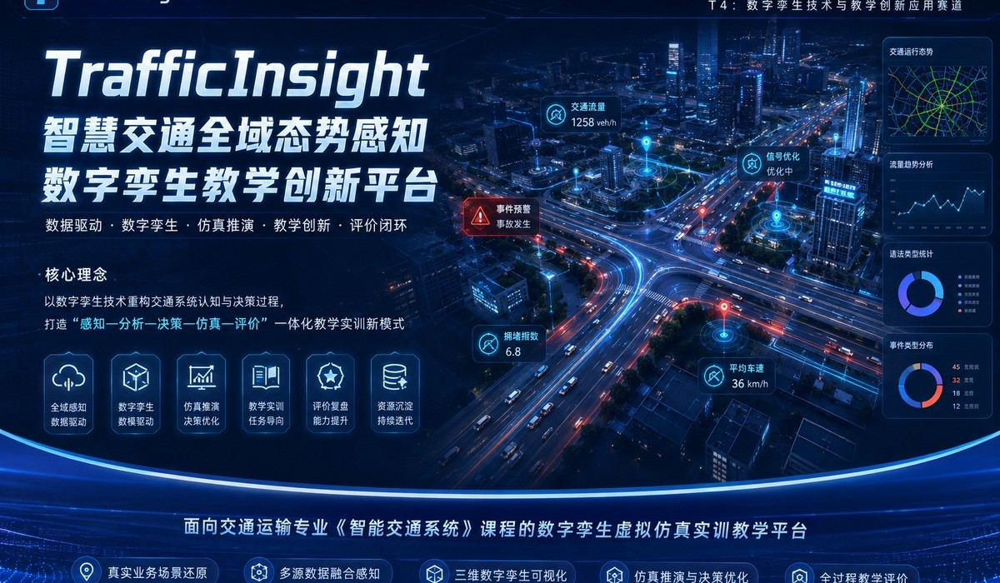 T4：数字孪生技术与教学创新应用赛道
TrafficInsight
智慧交通全域态势感知
数字孪生教学创新平台
数据驱动 · 数字孪生 · 仿真推演 · 教学创新 · 评价闭环
核心理念
以数字孪生技术重构交通系统认知与决策过程，
打造“感知—分析—决策—仿真—评价”一体化教学实训新模式
全域感知
数据驱动
数字孪生
数模驱动
仿真推演
决策优化
教学实训
任务导向
评价复盘
能力提升
资源沉淀
持续迭代
交通流量
1258 veh/h
信号优化
优化中
事件预警
事故发生
拥堵指数
6.8
平均车速
36 km/h
交通运行态势
流量趋势分析
违法类型统计
事件类型分布
45
32
18
12
面向交通运输专业《智能交通系统》课程的数字孪生虚拟仿真实训教学平台
真实业务场景还原
多源数据融合感知
三维数字孪生可视化
仿真推演与决策优化
全过程教学评价